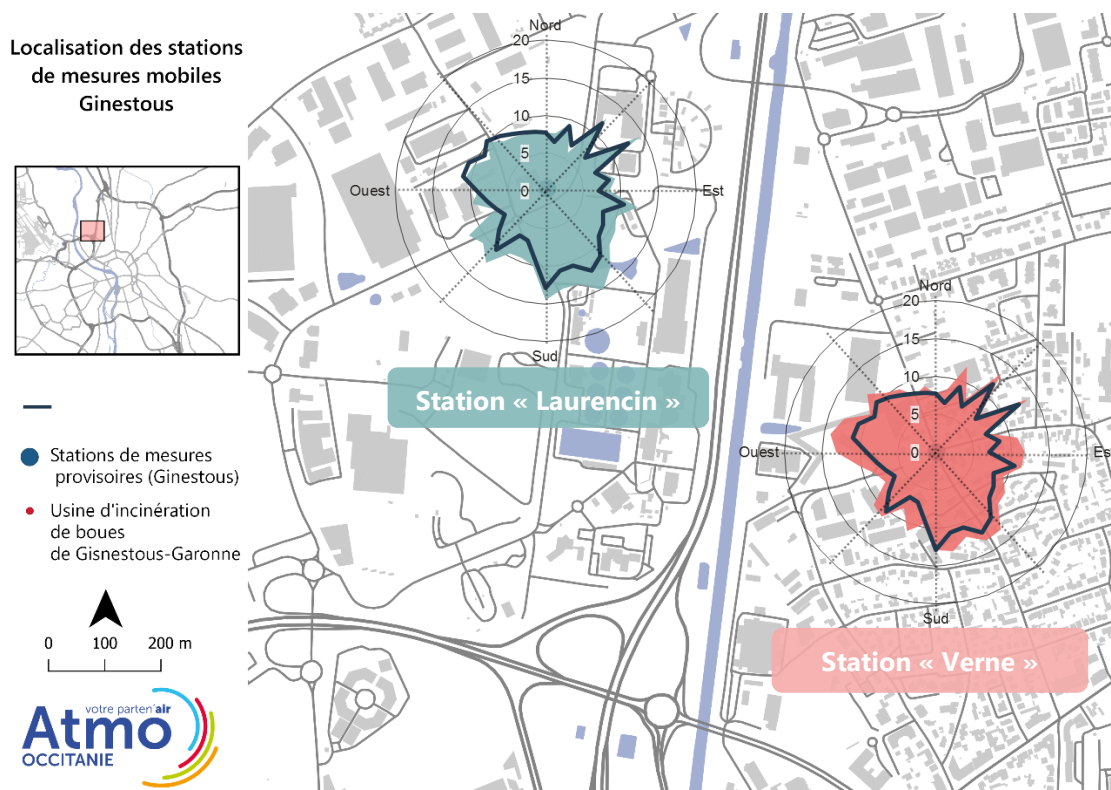 Localisation des stations
de mesures mobiles
Ginestous
Stations de mesures
provisoires (Ginestous)
Usine d'incinération
de boues
de Gisnestous-Garonne
0 100 200 m
votre parten'air
Atmo
OCCITANIE
Nord
20
15
10
5
0
Ouest
Est
Sud
Station « Laurencin »
Nord
20
15
10
5
0
Ouest
Es
Sud
Station « Verne »